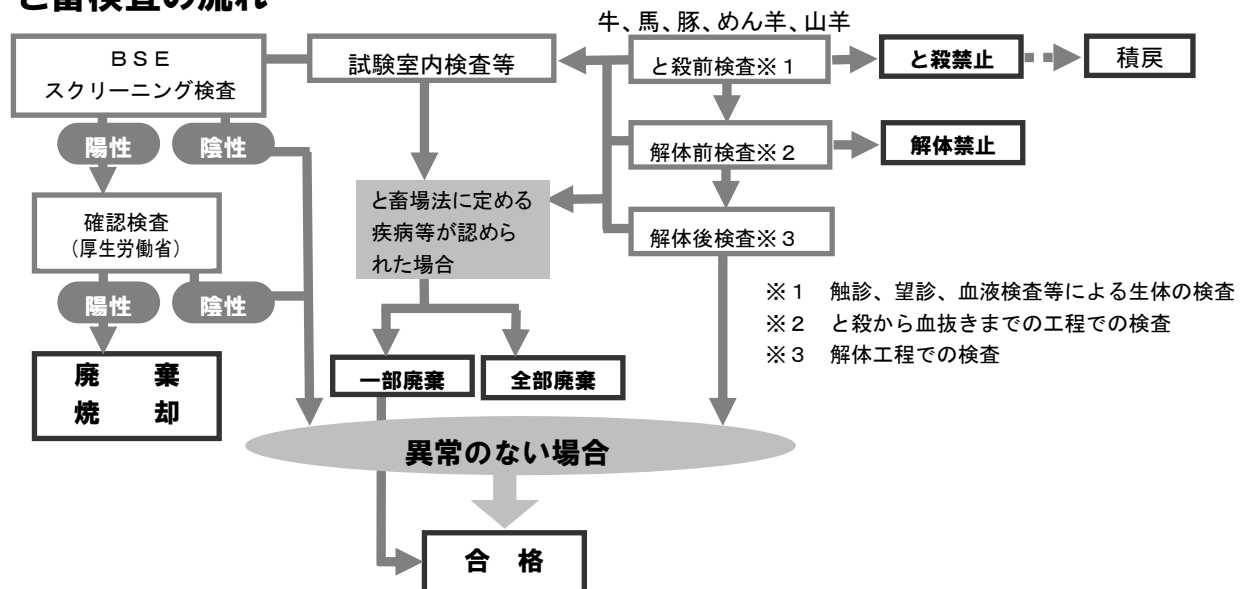 と畜検査の流れ
牛、馬、豚、めん羊、山羊
ＢＳＥ
スクリーニング検査
試験室内検査等
と殺前検査※１
と殺禁止
積戻
陽性
陰性
解体前検査※２
解体禁止
確認検査
（厚生労働省）
と畜場法に定める
疾病等が認めら
れた場合
解体後検査※３
陽性
陰性
※１　触診、望診、血液検査等による生体の検査
※２　と殺から血抜きまでの工程での検査
※３　解体工程での検査
廃　棄
焼　却
一部廃棄
全部廃棄
異常のない場合
合　格